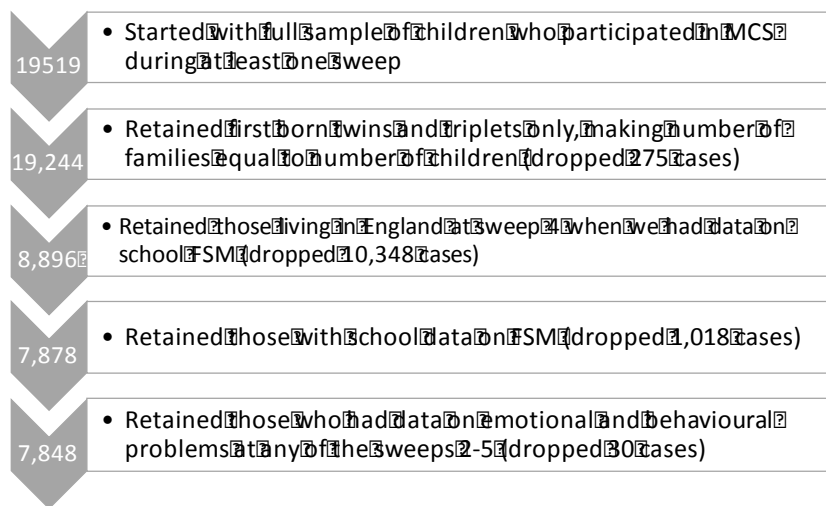 19519
• Started with full sample of children who participated in MCS
during at least one sweep
19,244
• Retained first born twins and triplets only, making number of
families equal to number of children (dropped 275 cases)
8,896
• Retained those living in England at sweep 4 when we had data on
school FSM (dropped 10,348 cases)
7,878
• Retained those with school data on FSM (dropped 1,018 cases)
7,848
• Retained those who had data on emotional and behavioural
problems at any of the sweeps 2-5 (dropped 30 cases)